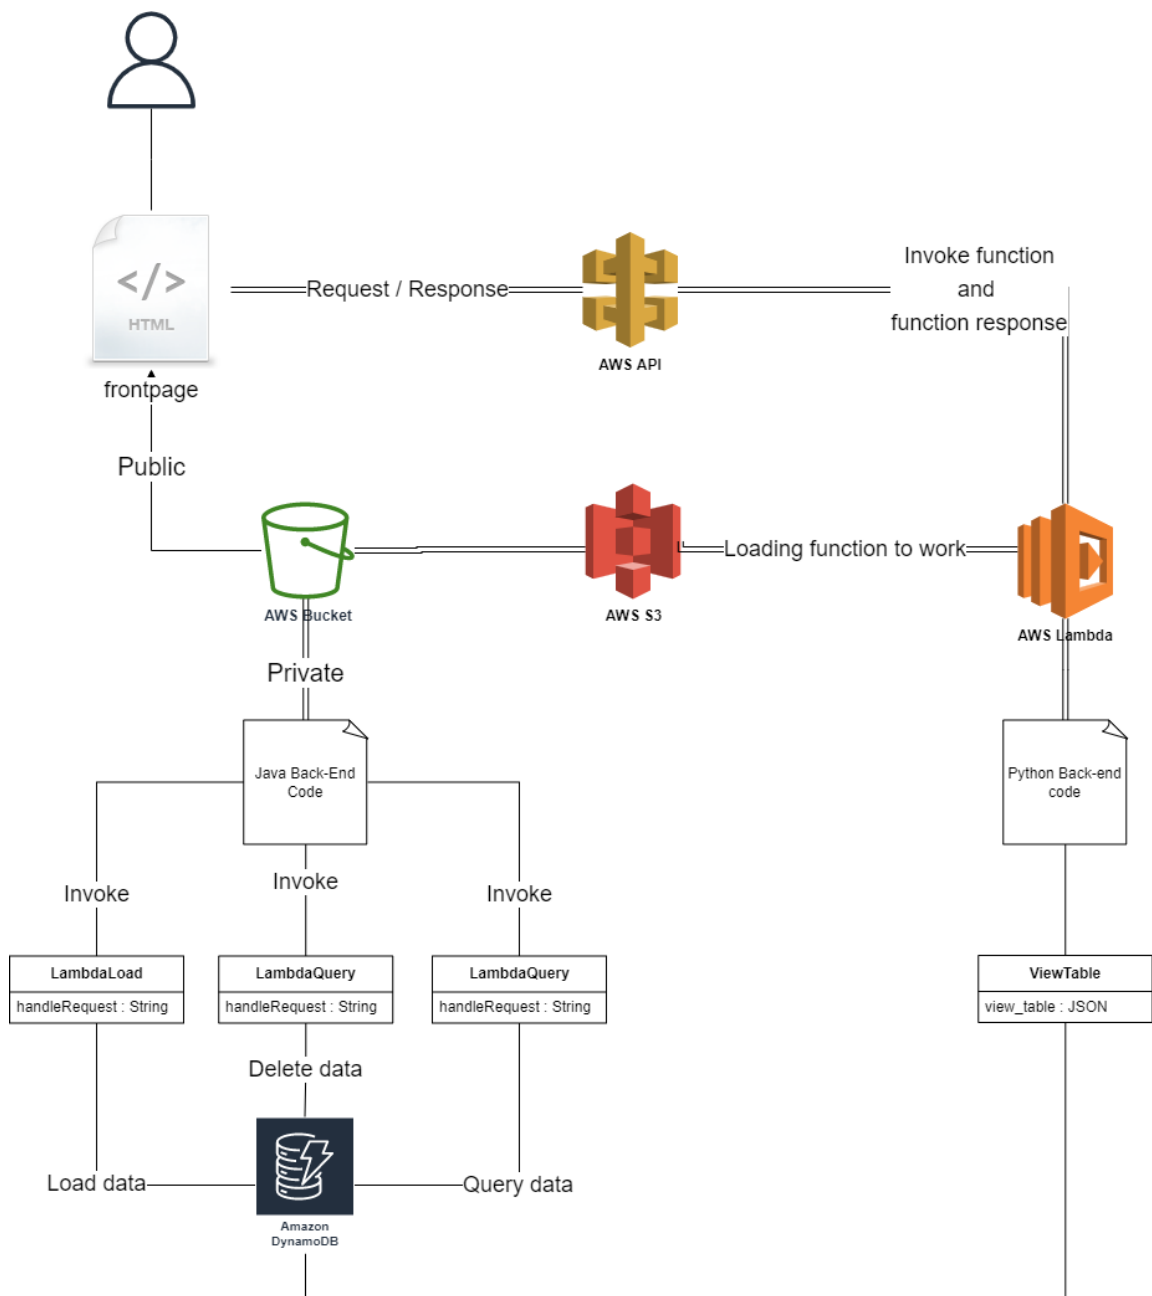 </>
HTML
frontpage
Request / Response
AWS API
Invoke function
and
function response
Public
AWS Bucket
AWS S3
Loading function to work
AWS Lambda
Private
Java Back-End
Code
Python Back-end
code
Invoke
Invoke
Invoke
LambdaLoad
handleRequest : String
LambdaQuery
handleRequest : String
LambdaQuery
handleRequest : String
ViewTable
view_table : JSON
Delete data
Load data
Query data
Amazon
DynamoDB